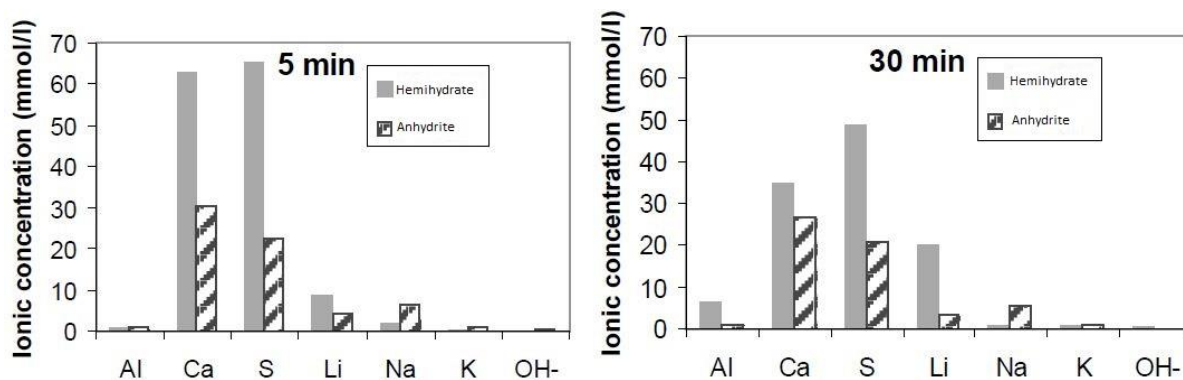 Ionic concentration (mmol/l)
70
60
50
40
30
20
10
0
5 min
Hemihydrate
Anhydrite
Al Ca S Li Na K OH-
Ionic concentration (mmol/l)
70
60
50
40
30
20
10
0
30 min
Hemihydrate
Anhydrite
Al Ca S Li Na K OH-